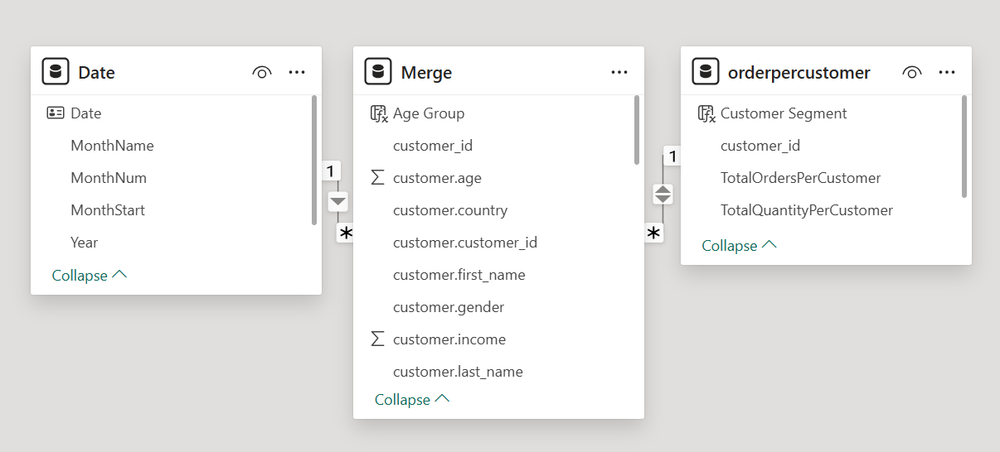 Date
Date
MonthName
MonthNum
MonthStart
Year
Collapse
1
*
Merge
Age Group
customer_id
customer.age
customer.country
customer.customer_id
customer.first_name
customer.gender
customer.income
customer.last_name
Collapse
1
*
orderpercustomer
Customer Segment
customer_id
TotalOrdersPerCustomer
TotalQuantityPerCustomer
Collapse